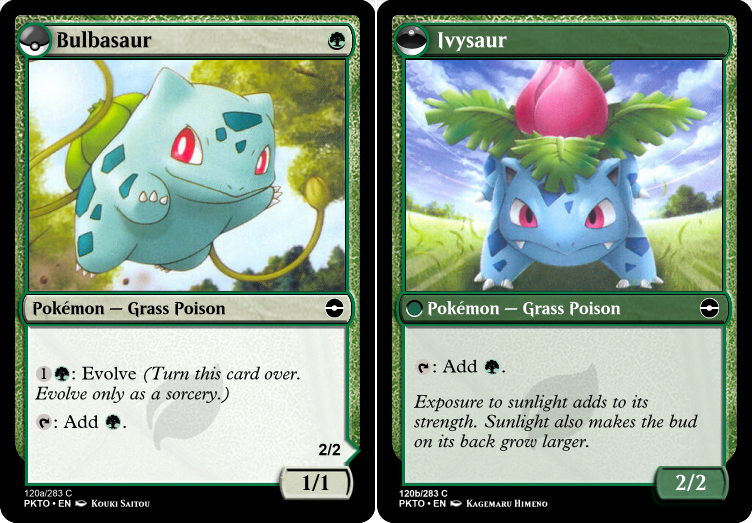 Bulbasaur
Pokémon — Grass Poison
1 : Evolve (Turn this card over.
Evolve only as a sorcery.)
: Add .
2/2
1/1
120a/283 C
PKTO • EN Kouki Saitou
Ivysaur
Pokémon — Grass Poison
: Add .
Exposure to sunlight adds to its
strength. Sunlight also makes the bud
on its back grow larger.
2/2
120b/283 C
PKTO • EN Kagemaru Himeno